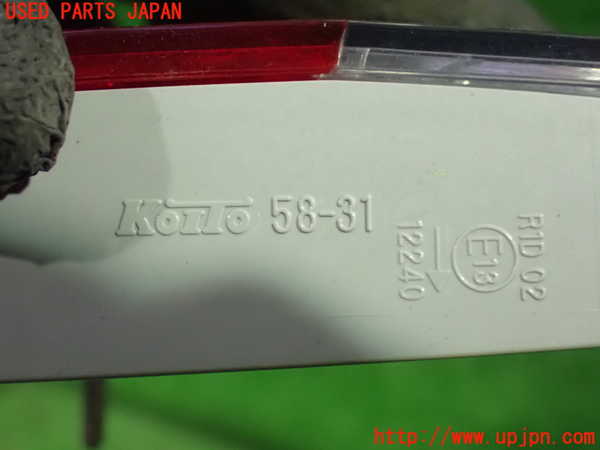 USED PARTS JAPAN
KOITO 58-31
12240
E13
R1D 02
http://www.upjpn.com/